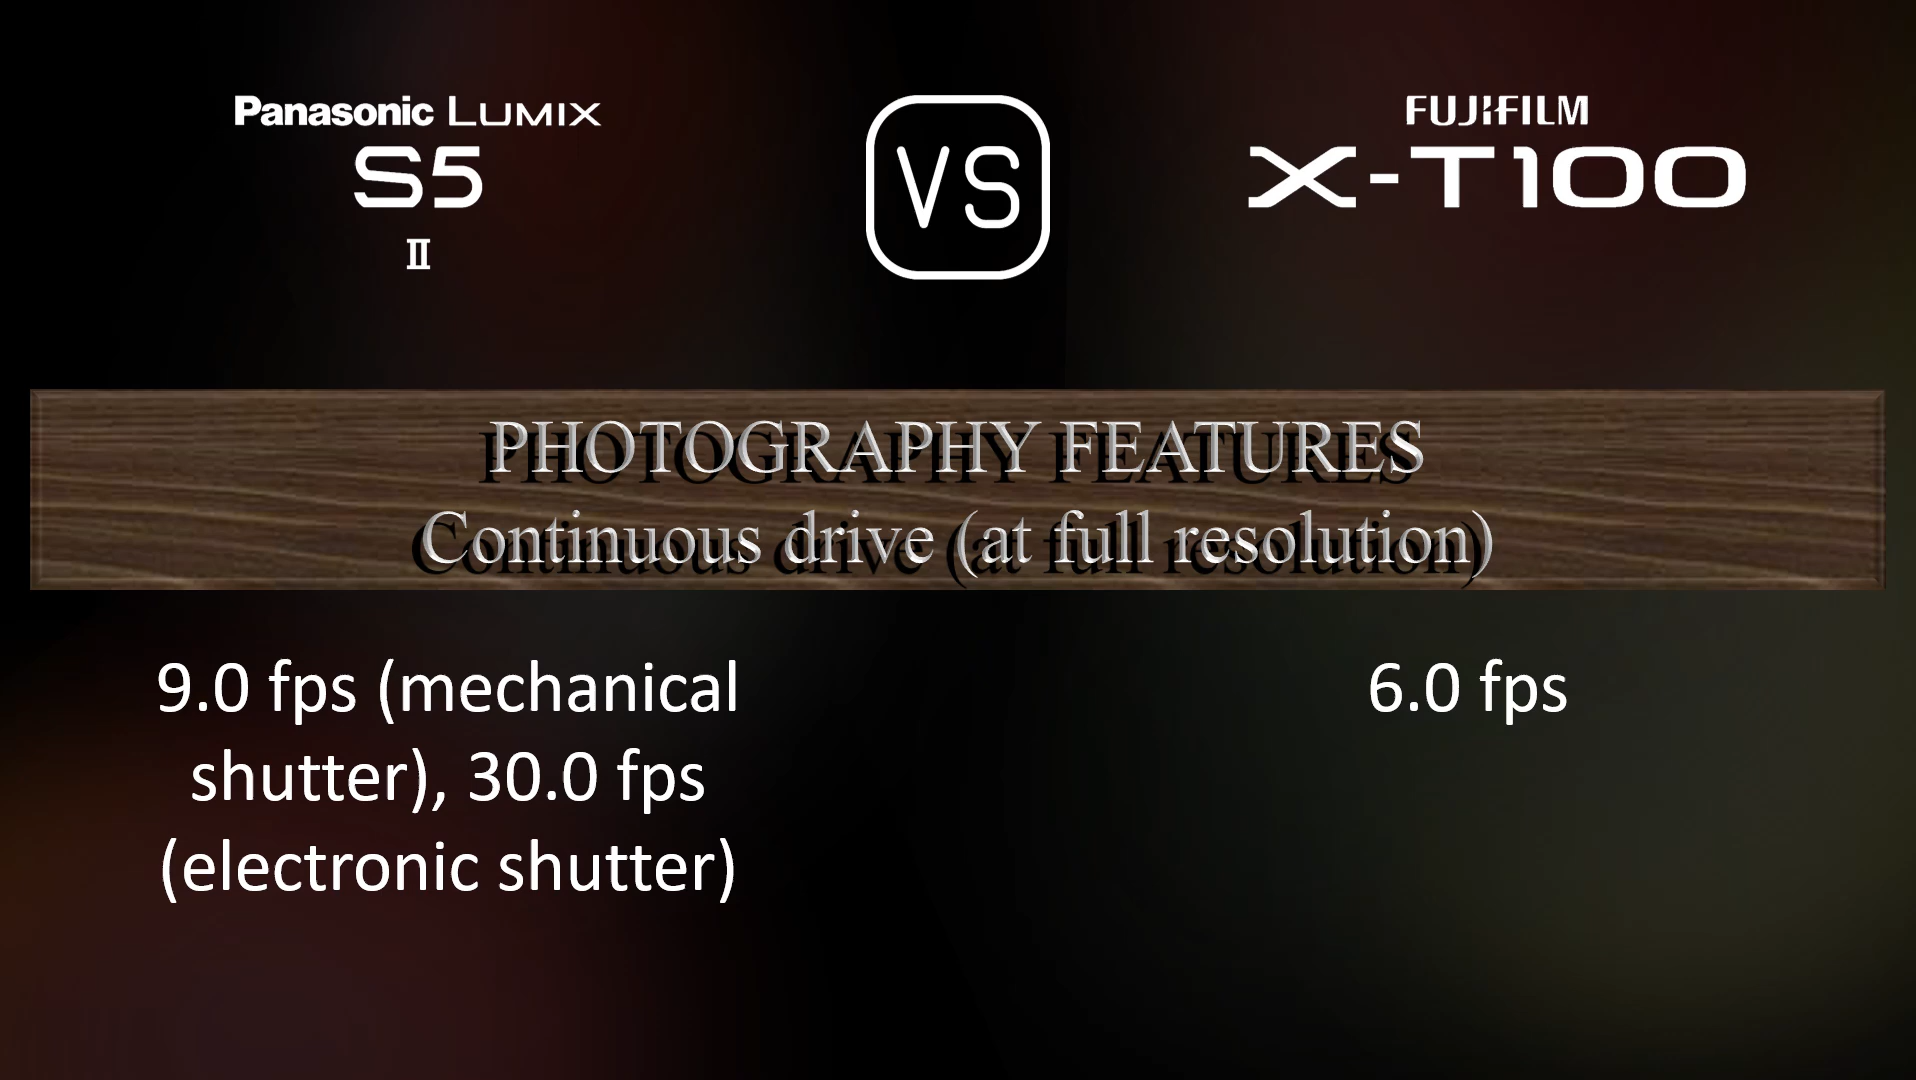 Panasonic LUMIX
S5
II
VS
FUJIFILM
X-T100
PHOTOGRAPHY FEATURES
Continuous drive (at full resolution)
9.0 fps (mechanical
shutter), 30.0 fps
(electronic shutter)
6.0 fps